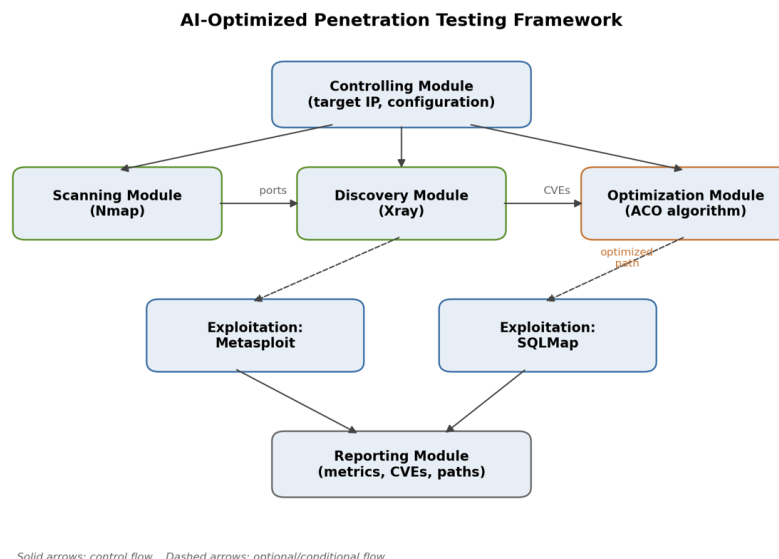 AI-Optimized Penetration Testing Framework
Controlling Module
(target IP, configuration)
Scanning Module
(Nmap)
ports
Discovery Module
(Xray)
CVEs
Optimization Module
(ACO algorithm)
optimized
path
Exploitation:
Metasploit
Exploitation:
SQLMap
Reporting Module
(metrics, CVEs, paths)
Solid arrows: control flow    Dashed arrows: optional/conditional flow